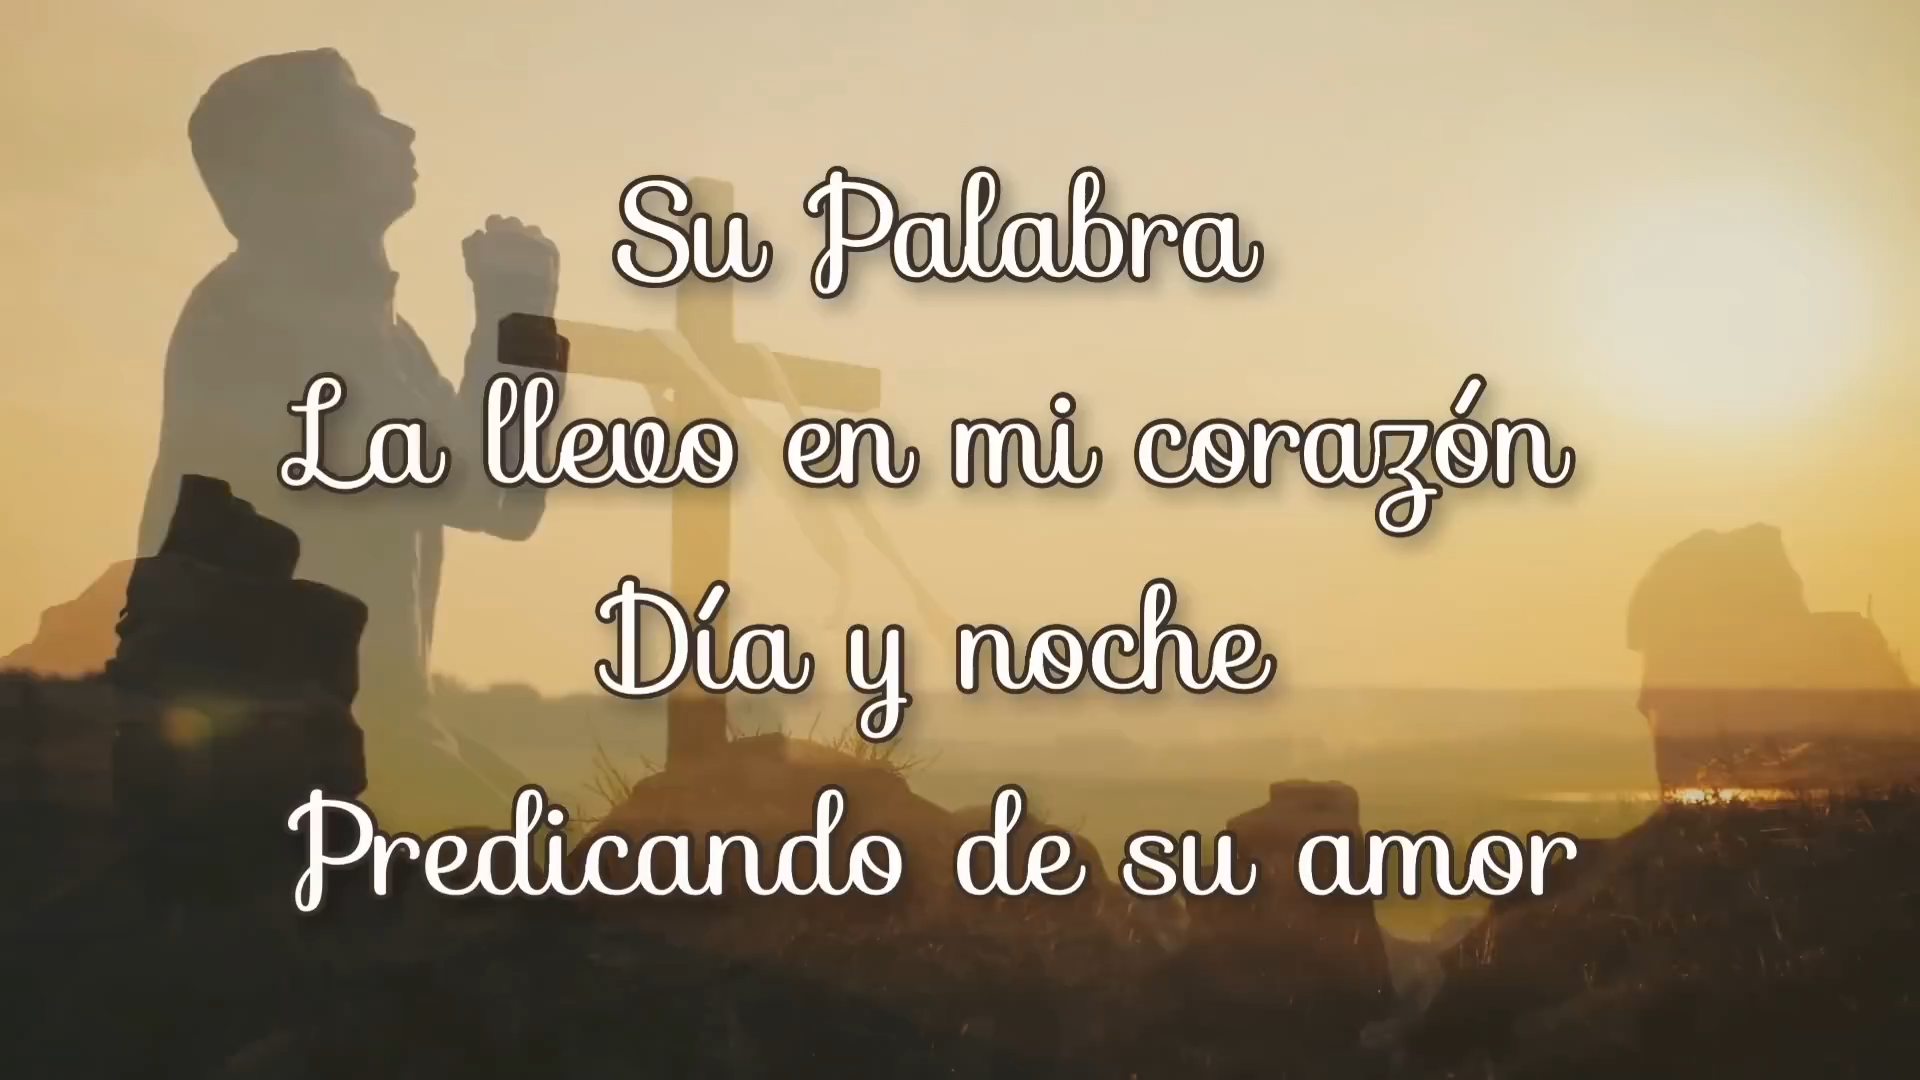 Su Palabra
La llevo en mi corazón
Día y noche
Predicando de su amor